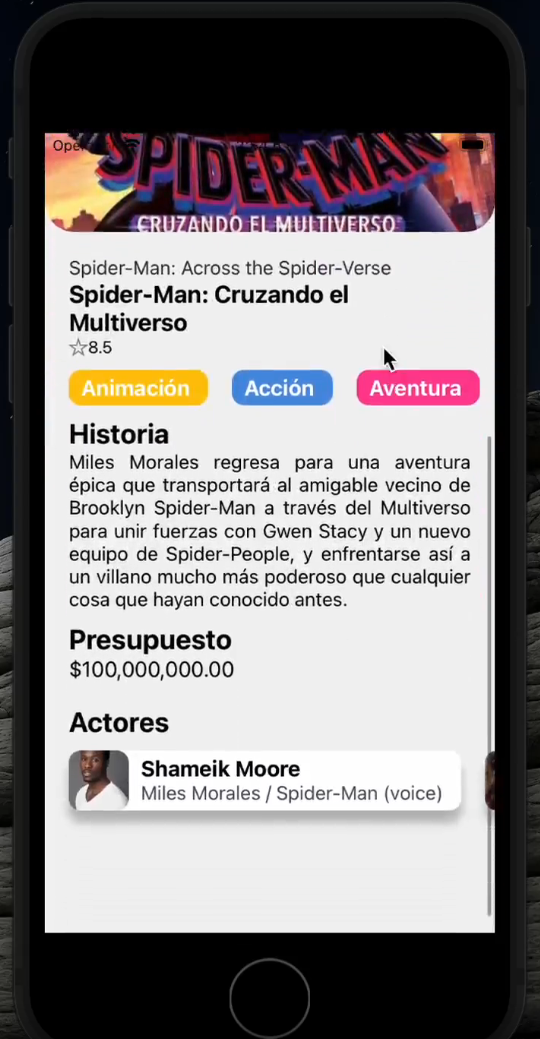 SPIDER-MAN
CRUZANDO EL MULTIVERSO
Spider-Man: Across the Spider-Verse
Spider-Man: Cruzando el
Multiverso
☆8.5
Animación Acción Aventura
Historia
Miles Morales regresa para una aventura
épica que transportará al amigable vecino de
Brooklyn Spider-Man a través del Multiverso
para unir fuerzas con Gwen Stacy y un nuevo
equipo de Spider-People, y enfrentarse así a
un villano mucho más poderoso que cualquier
cosa que hayan conocido antes.
Presupuesto
$100,000,000.00
Actores
Shameik Moore
Miles Morales / Spider-Man (voice)